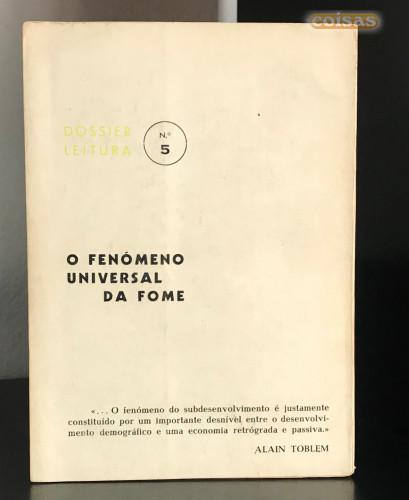 coisas
DOSSIER
LEITURA
N.º
5
O FENÓMENO
UNIVERSAL
DA FOME
«... O fenómeno do subdesenvolvimento é justamente
constituído por um importante desnível entre o desenvolvi-
mento demográfico e uma economia retrógrada e passiva.»
ALAIN TOBLEM